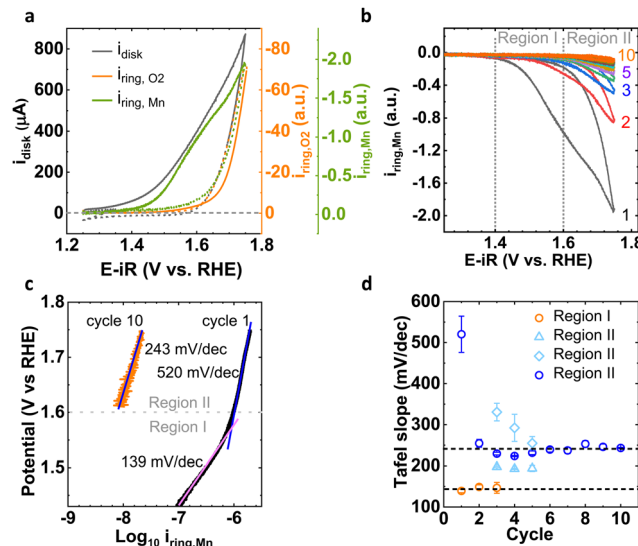 a
800
600
400
200
0
i_disk (µA)
i_disk
i_ring, O2
i_ring, Mn
-80
-60
-40
-20
0
i_ring,O2 (a.u.)
-2.0
-1.5
-1.0
-0.5
0.0
i_ring,Mn (a.u.)
1.2 1.4 1.6 1.8
E-iR (V vs. RHE)
b
Region I Region II
0.0
-0.4
-0.8
-1.2
-1.6
-2.0
i_ring,Mn (a.u.)
10
5
3
2
1
1.4 1.6 1.8
E-iR (V vs. RHE)
c
1.8
1.7
1.6
1.5
Potential (V vs RHE)
cycle 10 cycle 1
243 mV/dec
520 mV/dec
Region II
Region I
139 mV/dec
-9 -8 -7 -6
Log10 i_ring,Mn
d
600
500
400
300
200
100
Tafel slope (mV/dec)
Region I
Region II
Region II
Region II
0 2 4 6 8 10
Cycle